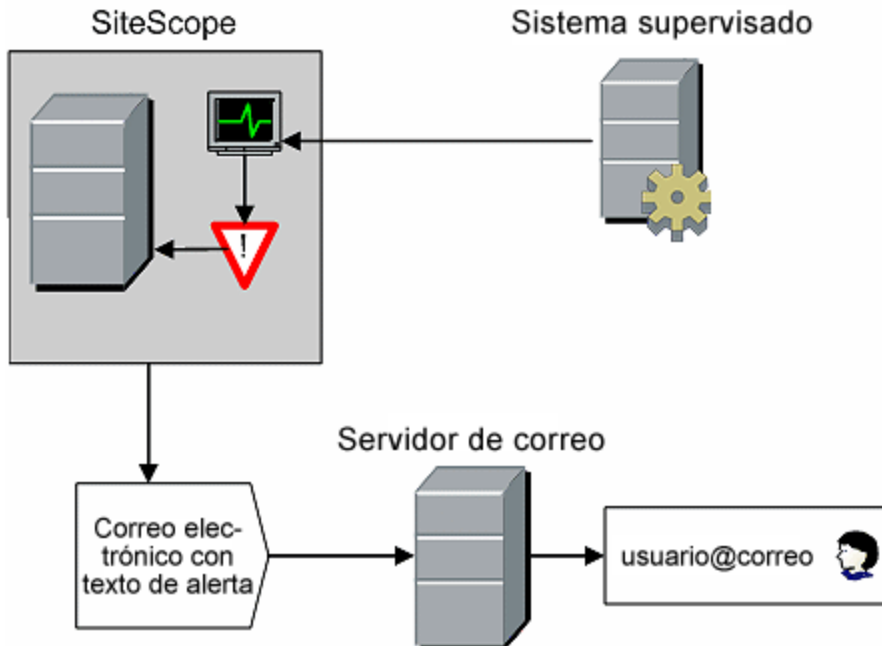 SiteScope
Sistema supervisado
!
Servidor de correo
Correo elec-
trónico con
texto de alerta
usuario@correo